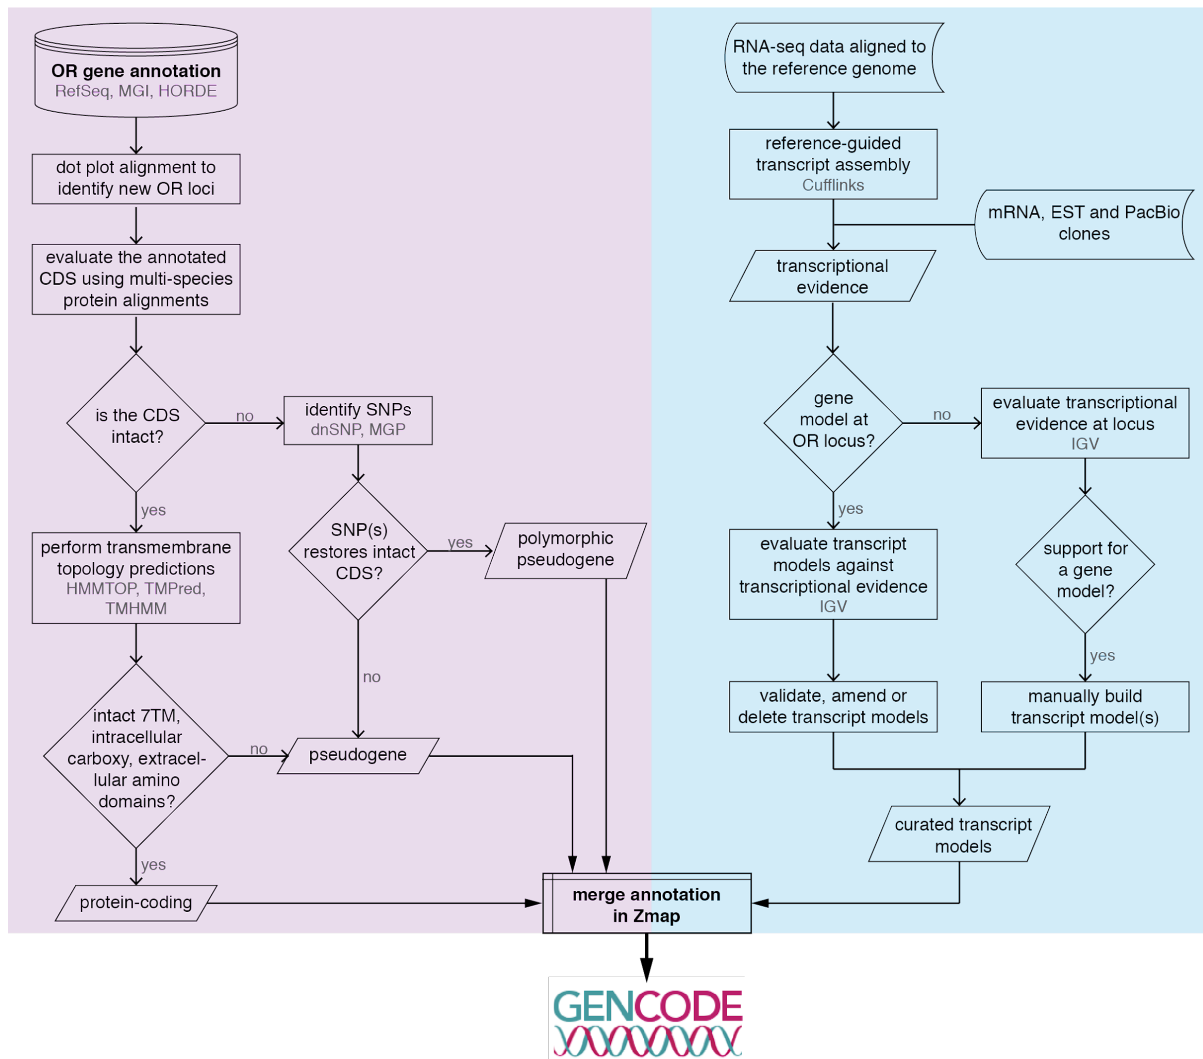 OR gene annotation
RefSeq, MGI, HORDE
dot plot alignment to
identify new OR loci
evaluate the annotated
CDS using multi-species
protein alignments
is the CDS
intact?
no
identify SNPs
dnSNP, MGP
yes
perform transmembrane
topology predictions
HMMTOP, TMPred,
TMHMM
SNP(s)
restores intact
CDS?
yes
polymorphic
pseudogene
no
intact 7TM,
intracellular
carboxy, extracel-
lular amino
domains?
no
pseudogene
yes
protein-coding
RNA-seq data aligned to
the reference genome
reference-guided
transcript assembly
Cufflinks
mRNA, EST and PacBio
clones
transcriptional
evidence
gene
model at
OR locus?
no
evaluate transcriptional
evidence at locus
IGV
yes
evaluate transcript
models against
transcriptional evidence
IGV
support for
a gene
model?
yes
validate, amend or
delete transcript models
manually build
transcript model(s)
curated transcript
models
merge annotation
in Zmap
GENCODE